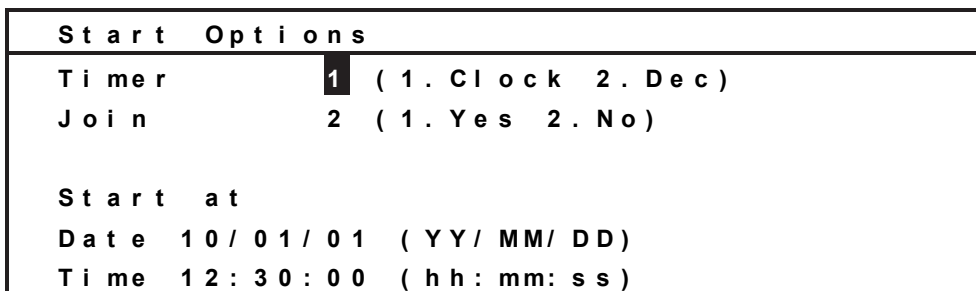 Start Options
Timer 1 (1.Clock 2.Dec)
Join 2 (1.Yes 2.No)
Start at
Date 10/01/01 (YY/MM/DD)
Time 12:30:00 (hh:mm:ss)